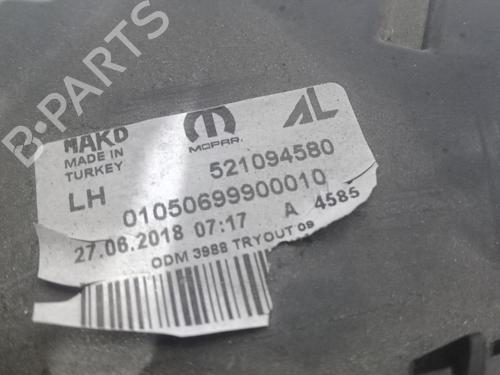 B-PARTS
MAKO
MADE IN
TURKEY
MOPAR
AL
LH
521094580
01050699900010
27.06.2018 07:17 A 4585
ODM 3988 TRYOUT 09